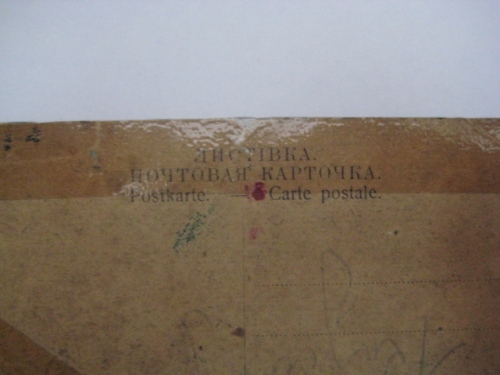 ЛИСТІВКА.
ПОЧТОВАЯ КАРТОЧКА.
Postkarte. — Carte postale.